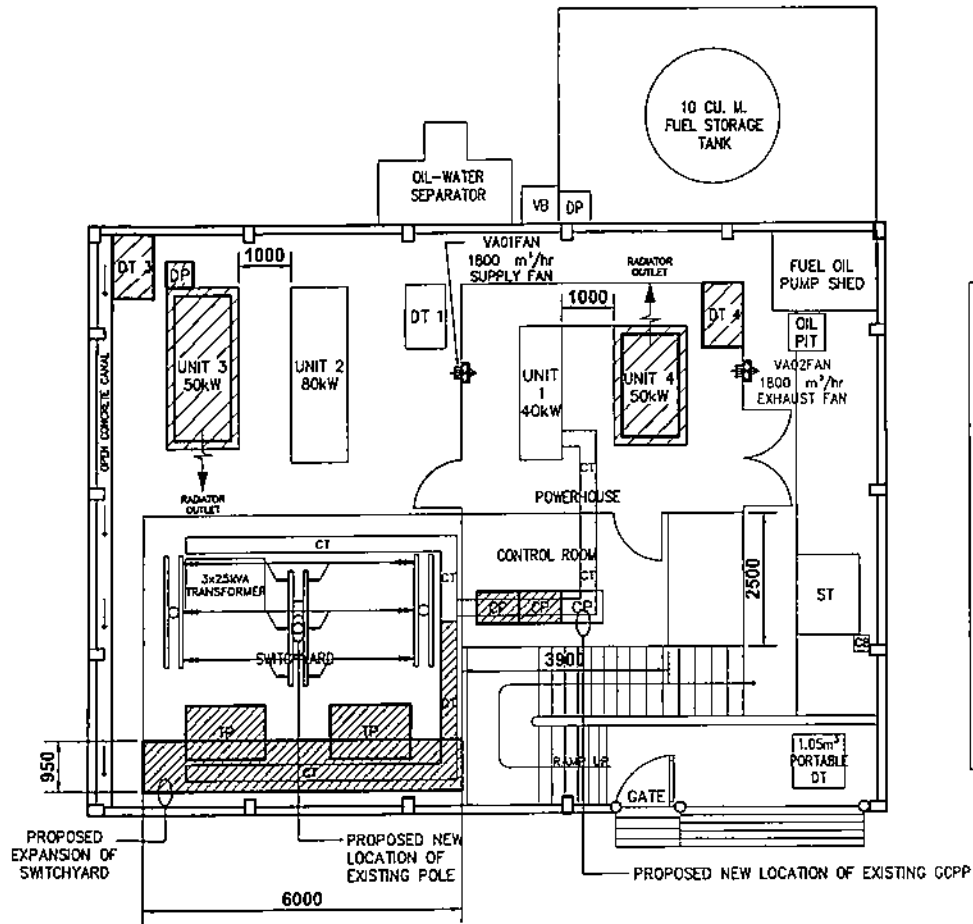 10 CU. M.
FUEL STORAGE
TANK
OIL-WATER
SEPARATOR
VB
DP
VA01FAN
1800 m³/hr
SUPPLY FAN
DT 3
DP
1000
RADIATOR
OUTLET
1000
FUEL OIL
PUMP SHED
DT 1
DT 4
OIL
PIT
UNIT 3
50kW
UNIT 2
80kW
UNIT
1
40kW
UNIT 4
50kW
VA02FAN
1800 m³/hr
EXHAUST FAN
OPEN CONCRETE CANAL
RADIATOR
OUTLET
CT
POWERHOUSE
CT
CT
CONTROL ROOM
CT
3x25KVA
TRANSFORMER
CP
CP
CP
2500
ST
SWITCHYARD
3900
CB
TP
TP
950
CT
RAMP UP
1.05m³
PORTABLE
DT
GATE
PROPOSED
EXPANSION OF
SWITCHYARD
PROPOSED NEW
LOCATION OF
EXISTING POLE
PROPOSED NEW LOCATION OF EXISTING GCPP
6000